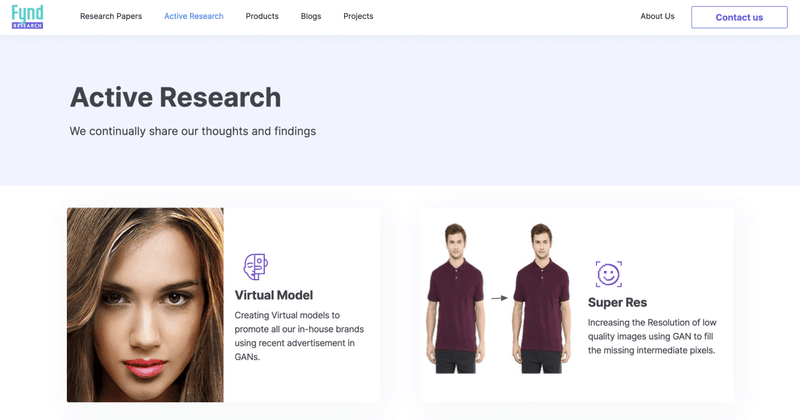 Fynd
RESEARCH
Research Papers
Active Research
Products
Blogs
Projects
About Us
Contact us
Active Research
We continually share our thoughts and findings
Virtual Model
Creating Virtual models to
promote all our in-house brands
using recent advertisement in
GANs.
Super Res
Increasing the Resolution of low
quality images using GAN to fill
the missing intermediate pixels.